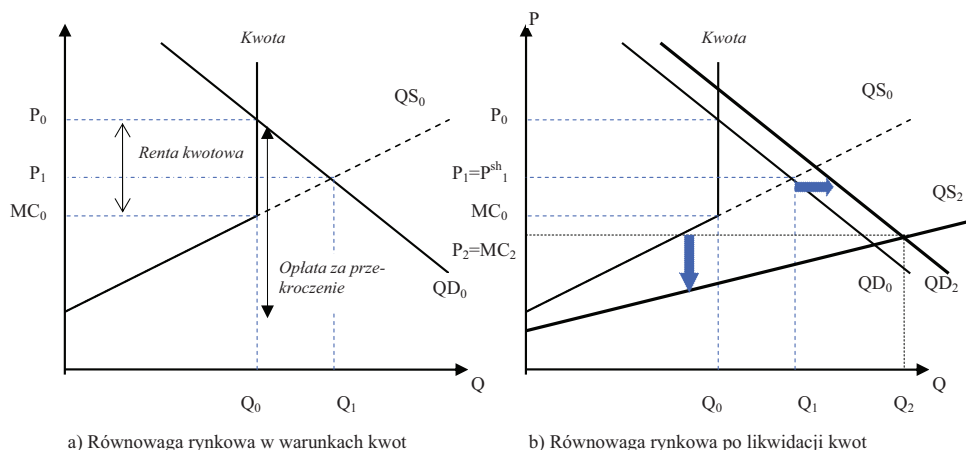 P
Kwota
Kwota
QS₀
QS₀
P₀
P₀
Renta kwotowa
P₁
P₁=Pˢʰ₁
MC₀
MC₀
QS₂
P₂=MC₂
Opłata za prze-
kroczenie
QD₀
QD₀
QD₂
Q
Q
Q₀
Q₁
Q₀
Q₁
Q₂
a) Równowaga rynkowa w warunkach kwot
b) Równowaga rynkowa po likwidacji kwot